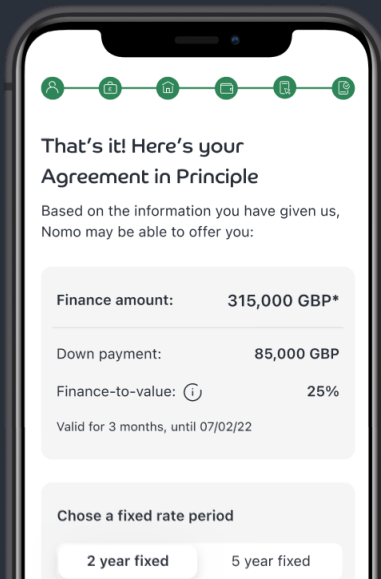 That's it! Here's your
Agreement in Principle
Based on the information you have given us,
Nomo may be able to offer you:
Finance amount: 315,000 GBP*
Down payment: 85,000 GBP
Finance-to-value: 25%
Valid for 3 months, until 07/02/22
Chose a fixed rate period
2 year fixed 5 year fixed